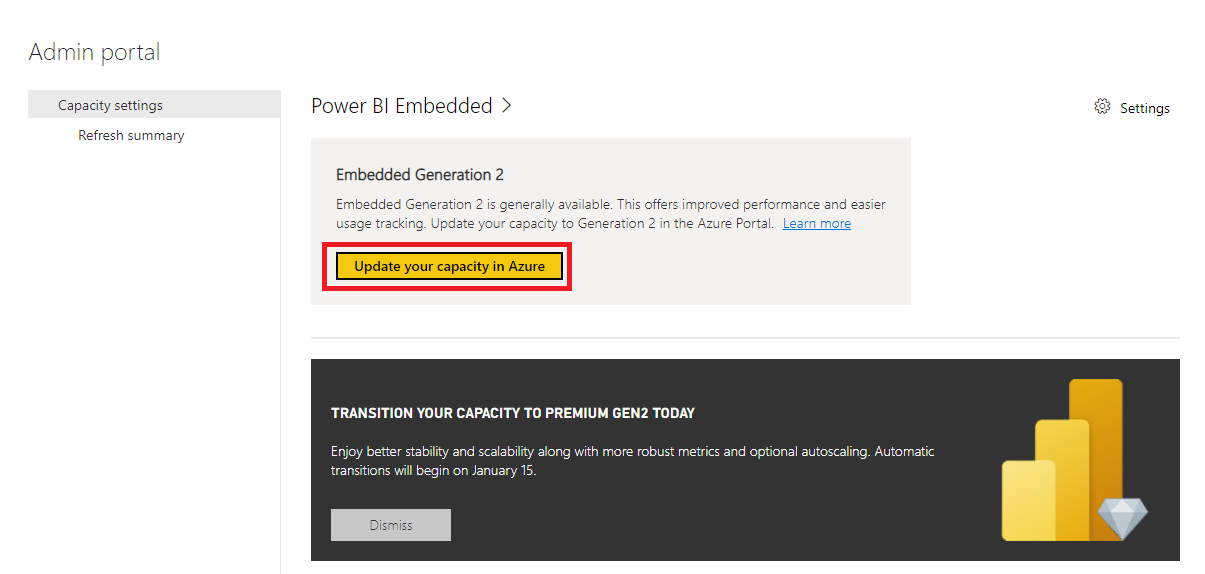 Admin portal
Capacity settings
Refresh summary
Power BI Embedded
Settings
Embedded Generation 2
Embedded Generation 2 is generally available. This offers improved performance and easier
usage tracking. Update your capacity to Generation 2 in the Azure Portal. Learn more
Update your capacity in Azure
TRANSITION YOUR CAPACITY TO PREMIUM GEN2 TODAY
Enjoy better stability and scalability along with more robust metrics and optional autoscaling. Automatic
transitions will begin on January 15.
Dismiss